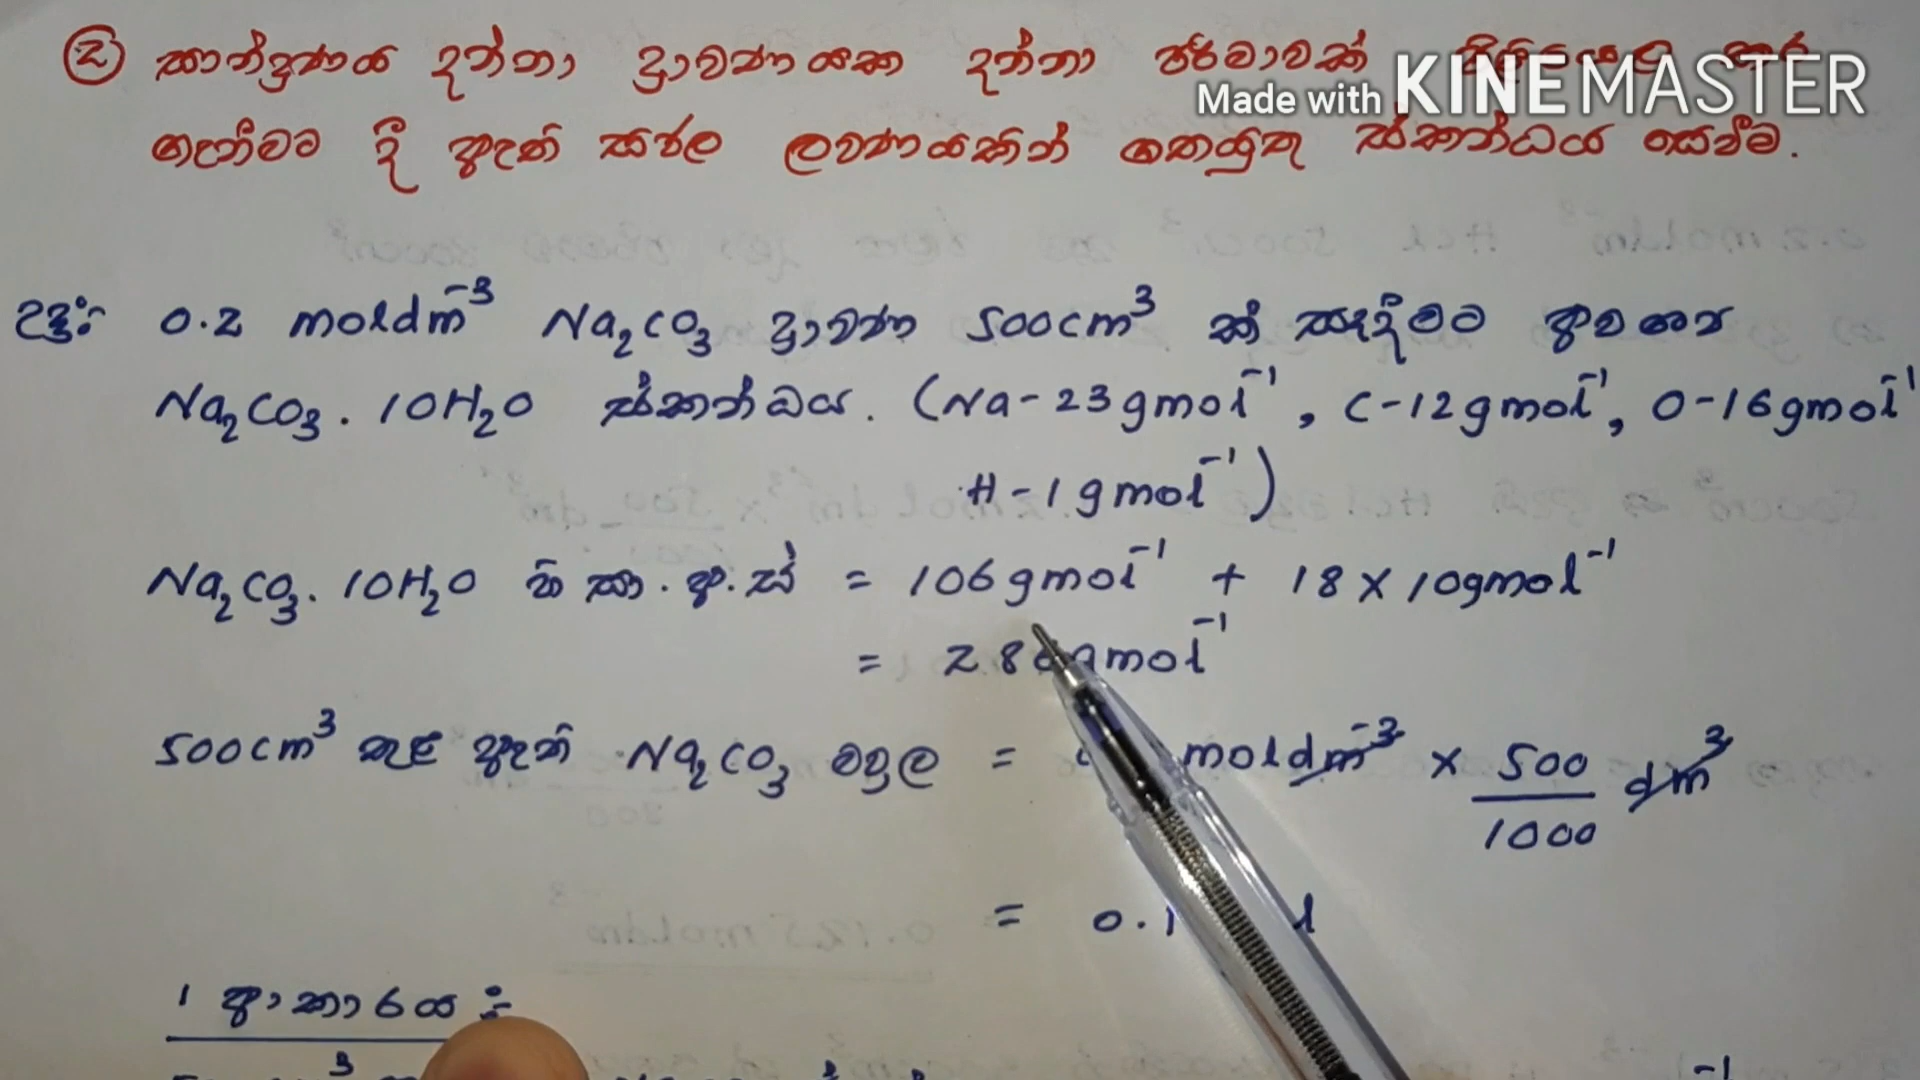 ② සාන්ද්‍රණය දන්නා ද්‍රාවණයක දන්නා පරිමාවක්
Made with KINEMASTER
ගැනීමට දී ඇති සජල ලවණයකින් ගතයුතු ස්කන්ධය සෙවීම.
උදා:- 0.2 moldm⁻³ Na₂CO₃ ද්‍රාවණ 500cm³ ක් සෑදීමට අවශ්‍ය
Na₂CO₃. 10H₂O ස්කන්ධය. (Na-23gmol⁻¹, C-12gmol⁻¹, O-16gmol⁻¹
H-1gmol⁻¹)
Na₂CO₃. 10H₂O හි සා.අ.ස් = 106gmol⁻¹ + 18 x 10gmol⁻¹
= 286gmol⁻¹
500cm³ තුළ ඇති Na₂CO₃ මවුල = moldm⁻³ x 500/1000 dm³
= 0.1
1 ආකාරය :-